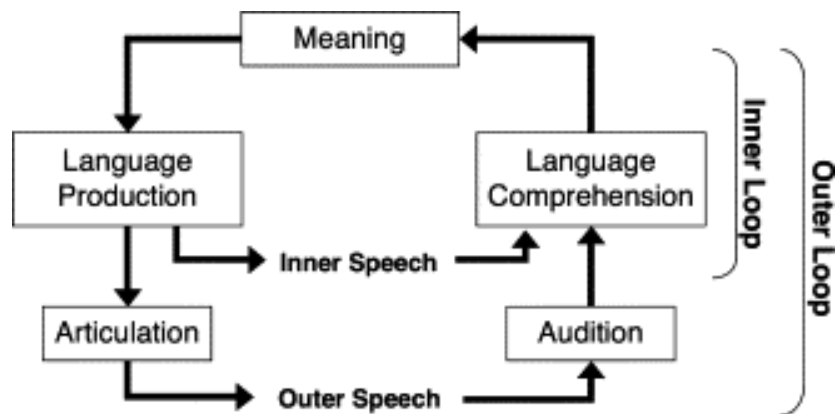 Meaning
Language
Production
Language
Comprehension
Inner Speech
Articulation
Audition
Outer Speech
Inner Loop
Outer Loop